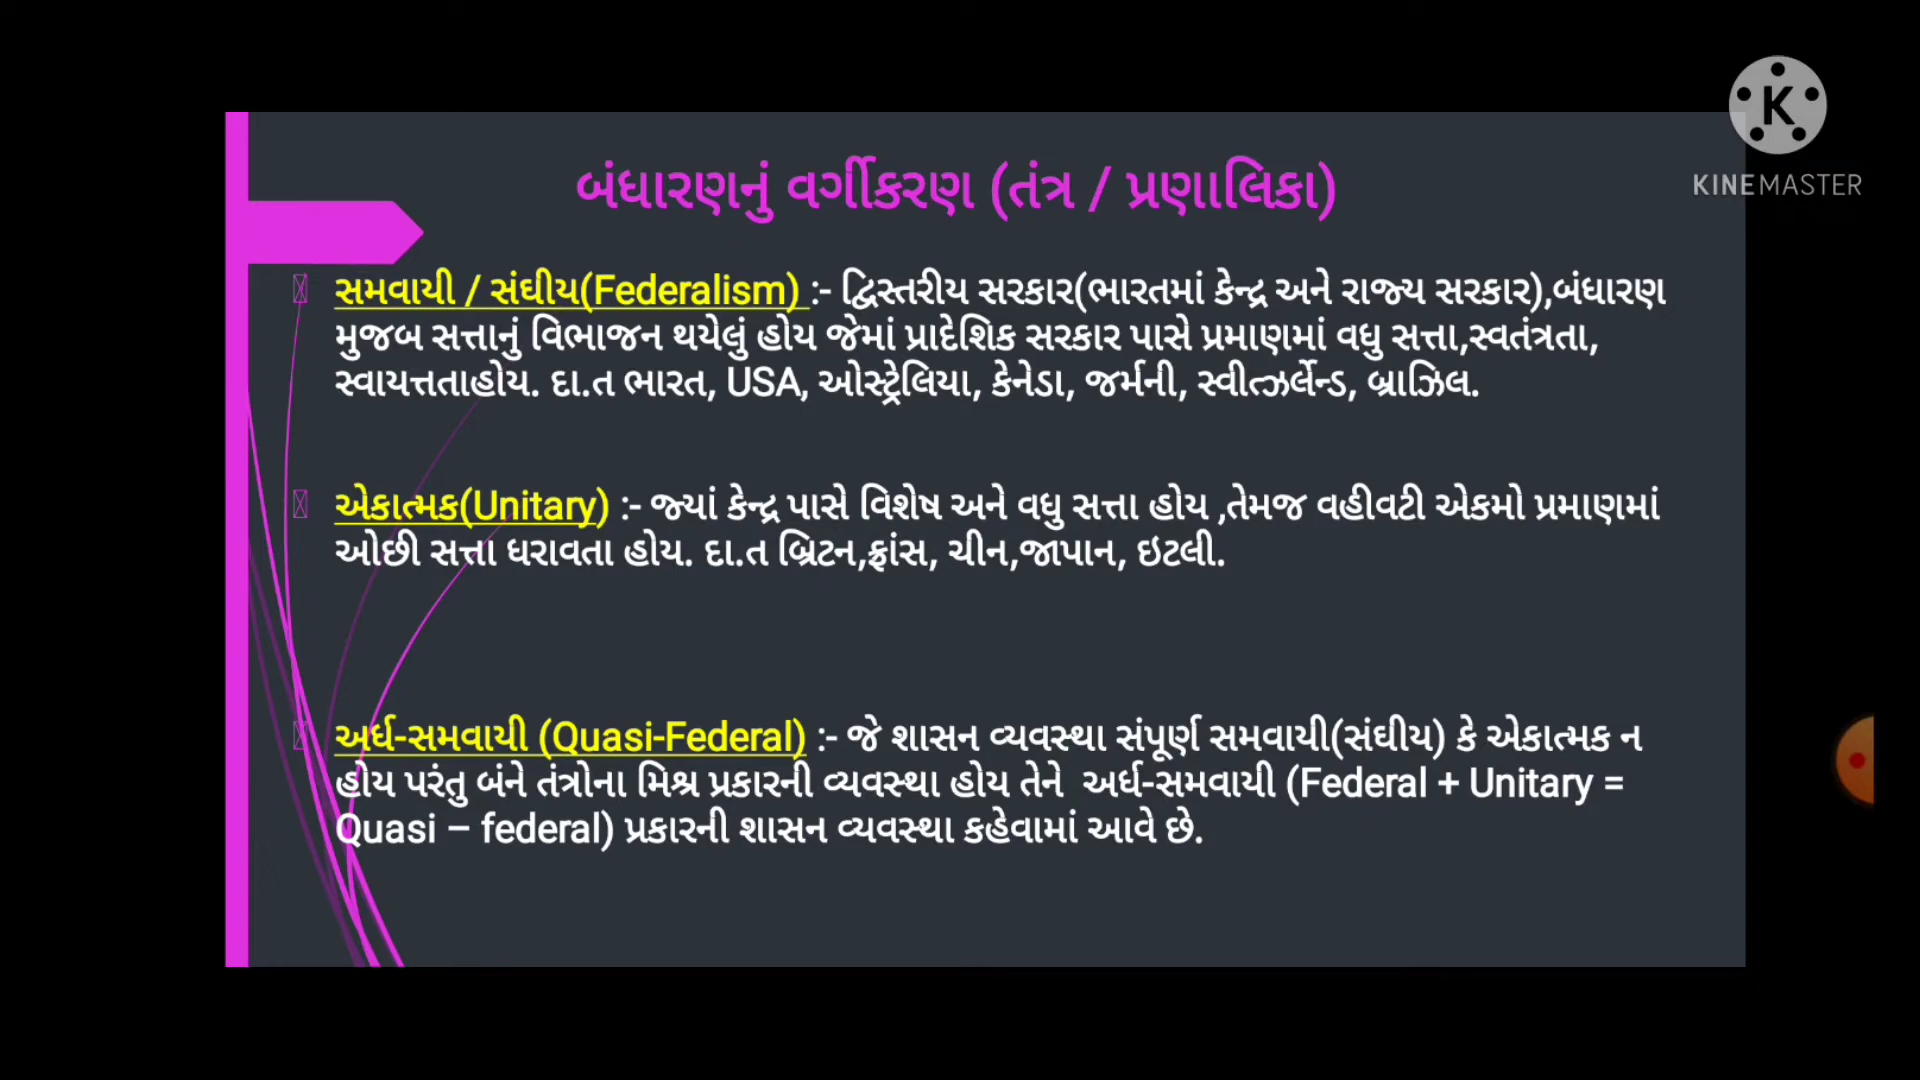 K
KINEMASTER
બંધારણનું વર્ગીકરણ (તંત્ર / પ્રણાલિકા)
સમવાયી / સંઘીય(Federalism) :- દ્વિસ્તરીય સરકાર(ભારતમાં કેન્દ્ર અને રાજ્ય સરકાર),બંધારણ
મુજબ સત્તાનું વિભાજન થયેલું હોય જેમાં પ્રાદેશિક સરકાર પાસે પ્રમાણમાં વધુ સત્તા,સ્વતંત્રતા,
સ્વાયત્તતાહોય. દા.ત ભારત, USA, ઓસ્ટ્રેલિયા, કેનેડા, જર્મની, સ્વીત્ઝર્લેન્ડ, બ્રાઝિલ.
એકાત્મક(Unitary) :- જ્યાં કેન્દ્ર પાસે વિશેષ અને વધુ સત્તા હોય ,તેમજ વહીવટી એકમો પ્રમાણમાં
ઓછી સત્તા ધરાવતા હોય. દા.ત બ્રિટન,ફ્રાંસ, ચીન,જાપાન, ઇટલી.
અર્ધ-સમવાયી (Quasi-Federal) :- જે શાસન વ્યવસ્થા સંપૂર્ણ સમવાયી(સંઘીય) કે એકાત્મક ન
હોય પરંતુ બંને તંત્રોના મિશ્ર પ્રકારની વ્યવસ્થા હોય તેને અર્ધ-સમવાયી (Federal + Unitary =
Quasi – federal) પ્રકારની શાસન વ્યવસ્થા કહેવામાં આવે છે.